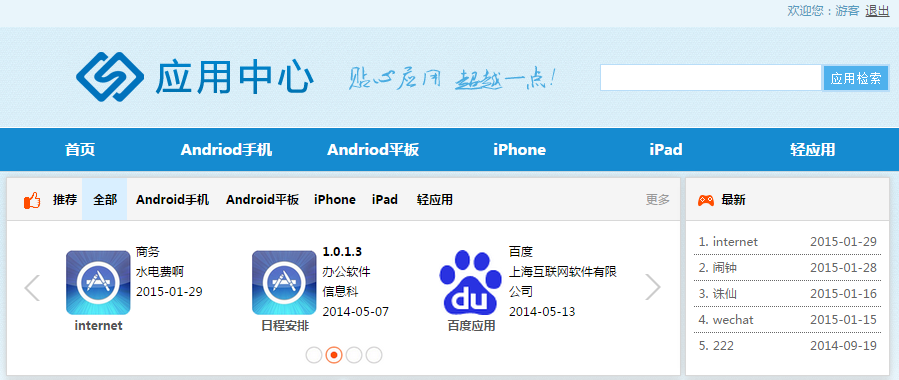 欢迎您：游客 退出
应用中心 贴心应用 超越一点！ 应用检索
首页 Andriod手机 Andriod平板 iPhone iPad 轻应用
推荐 全部 Android手机 Android平板 iPhone iPad 轻应用 更多
商务
水电费啊
2015-01-29
internet
1.0.1.3
办公软件
信息科
2014-05-07
日程安排
du
百度
上海互联网软件有限
公司
2014-05-13
百度应用
最新
1. internet 2015-01-29
2. 闹钟 2015-01-28
3. 诛仙 2015-01-16
4. wechat 2015-01-15
5. 222 2014-09-19